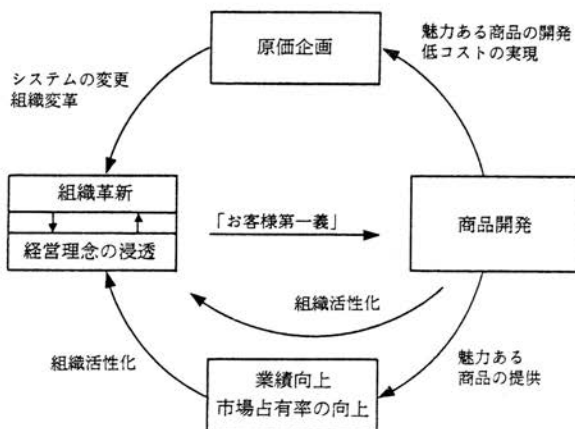 原価企画
魅力ある商品の開発
低コストの実現
システムの変更
組織変革
組織革新
経営理念の浸透
「お客様第一義」
商品開発
組織活性化
組織活性化
業績向上
市場占有率の向上
魅力ある
商品の提供